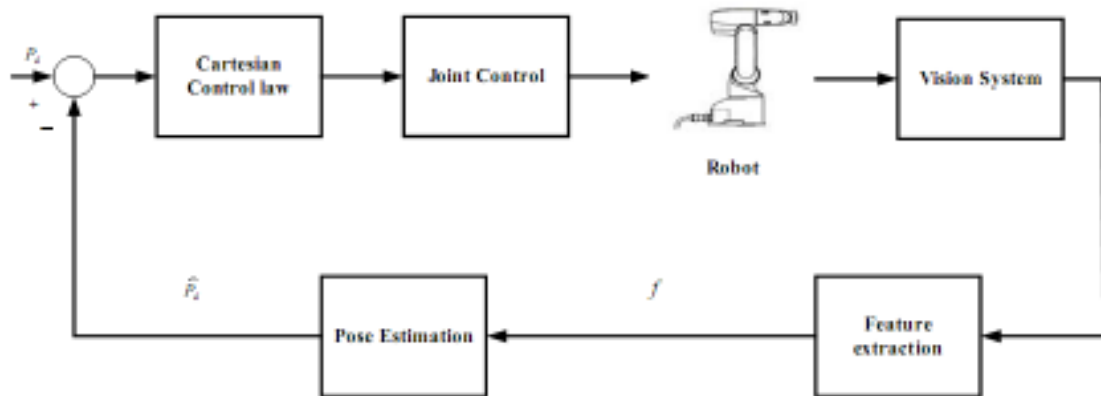 P_d
+
−
Cartesian
Control law
Joint Control
Robot
Vision System
P̂_d
Pose Estimation
f
Feature
extraction